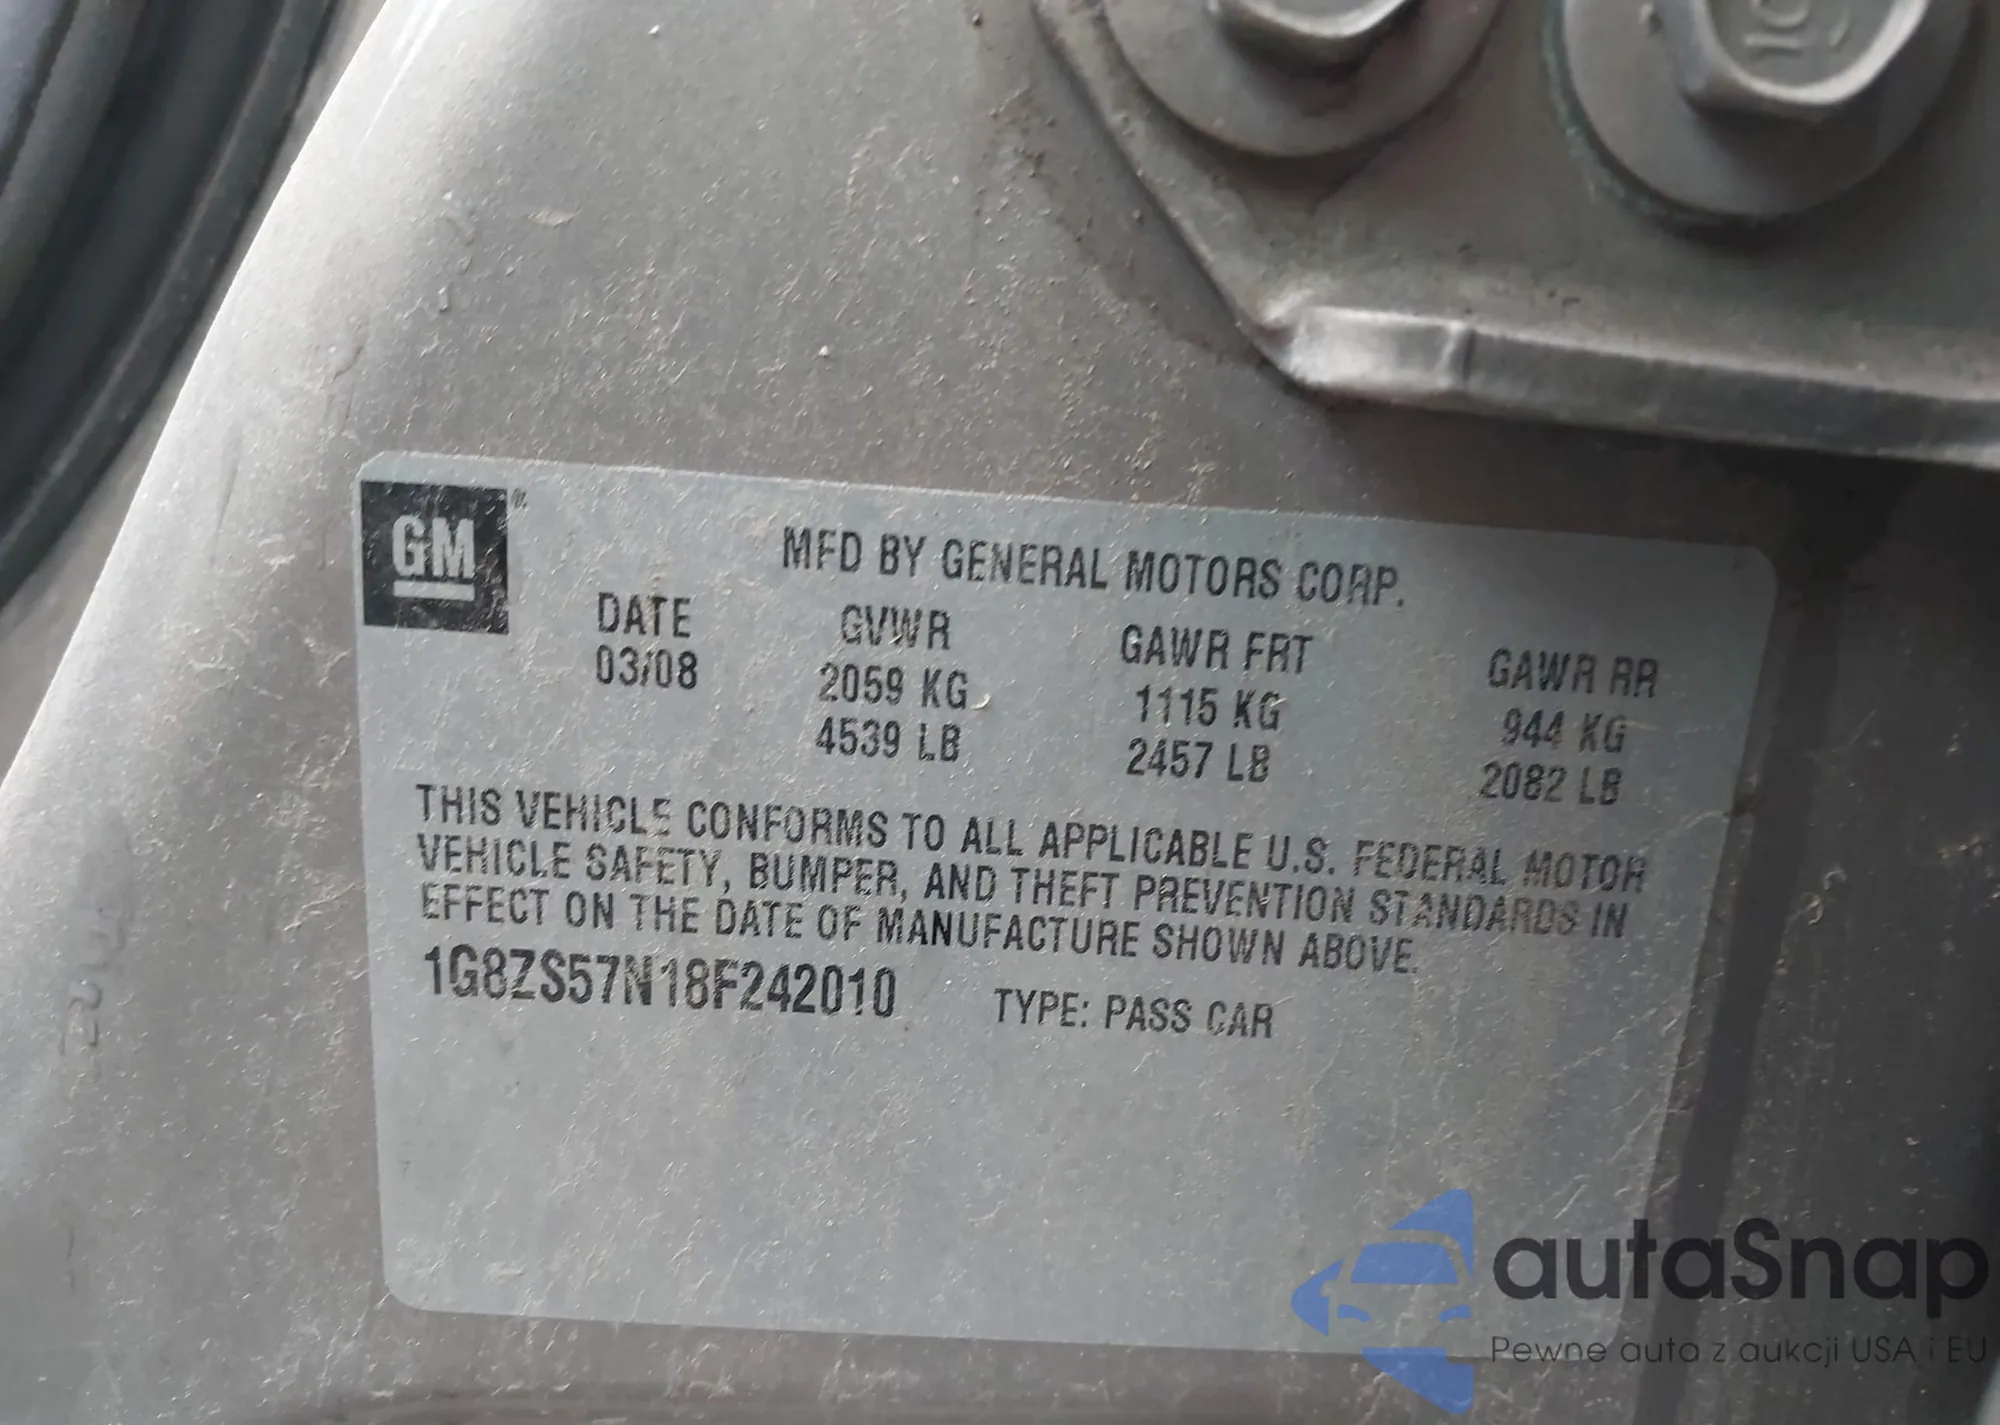 10.
GM®
MFD BY GENERAL MOTORS CORP.
DATE GVWR GAWR FRT GAWR RR
03/08 2059 KG 1115 KG 944 KG
4539 LB 2457 LB 2082 LB
THIS VEHICLE CONFORMS TO ALL APPLICABLE U.S. FEDERAL MOTOR
VEHICLE SAFETY, BUMPER, AND THEFT PREVENTION STANDARDS IN
EFFECT ON THE DATE OF MANUFACTURE SHOWN ABOVE.
1G8ZS57N18F242010 TYPE: PASS CAR
autaSnap
Pewne auta z aukcji USA i EU